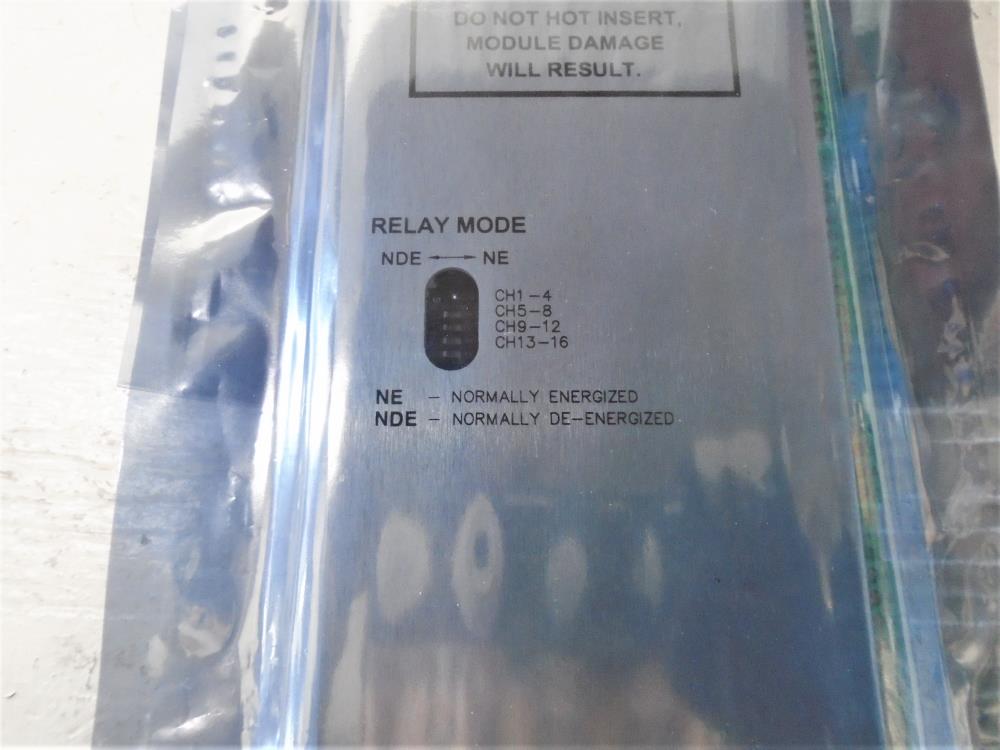 DO NOT HOT INSERT,
MODULE DAMAGE
WILL RESULT.
RELAY MODE
NDE ←→ NE
CH1–4
CH5–8
CH9–12
CH13–16
NE – NORMALLY ENERGIZED
NDE – NORMALLY DE–ENERGIZED